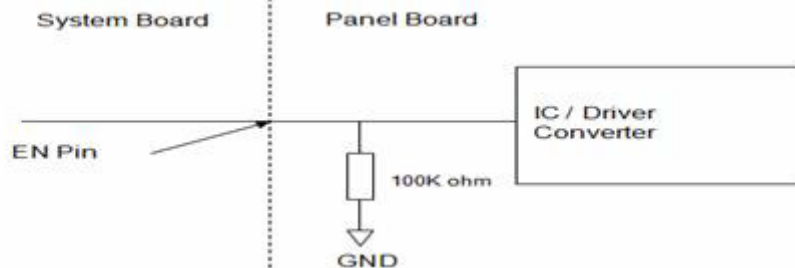 System Board
Panel Board
EN Pin
IC / Driver
Converter
100K ohm
GND